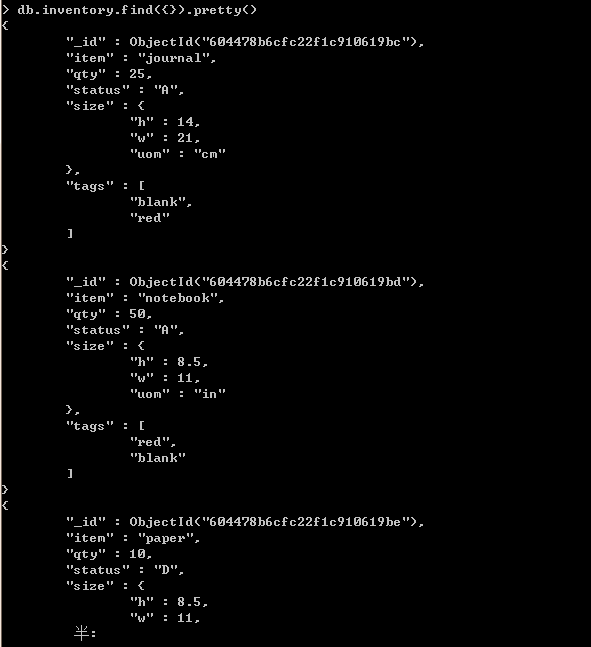 > db.inventory.find({}).pretty()
{
        "_id" : ObjectId("604478b6cfc22f1c910619bc"),
        "item" : "journal",
        "qty" : 25,
        "status" : "A",
        "size" : {
                "h" : 14,
                "w" : 21,
                "uom" : "cm"
        },
        "tags" : [
                "blank",
                "red"
        ]
}
{
        "_id" : ObjectId("604478b6cfc22f1c910619bd"),
        "item" : "notebook",
        "qty" : 50,
        "status" : "A",
        "size" : {
                "h" : 8.5,
                "w" : 11,
                "uom" : "in"
        },
        "tags" : [
                "red",
                "blank"
        ]
}
{
        "_id" : ObjectId("604478b6cfc22f1c910619be"),
        "item" : "paper",
        "qty" : 10,
        "status" : "D",
        "size" : {
                "h" : 8.5,
                "w" : 11,
         半: